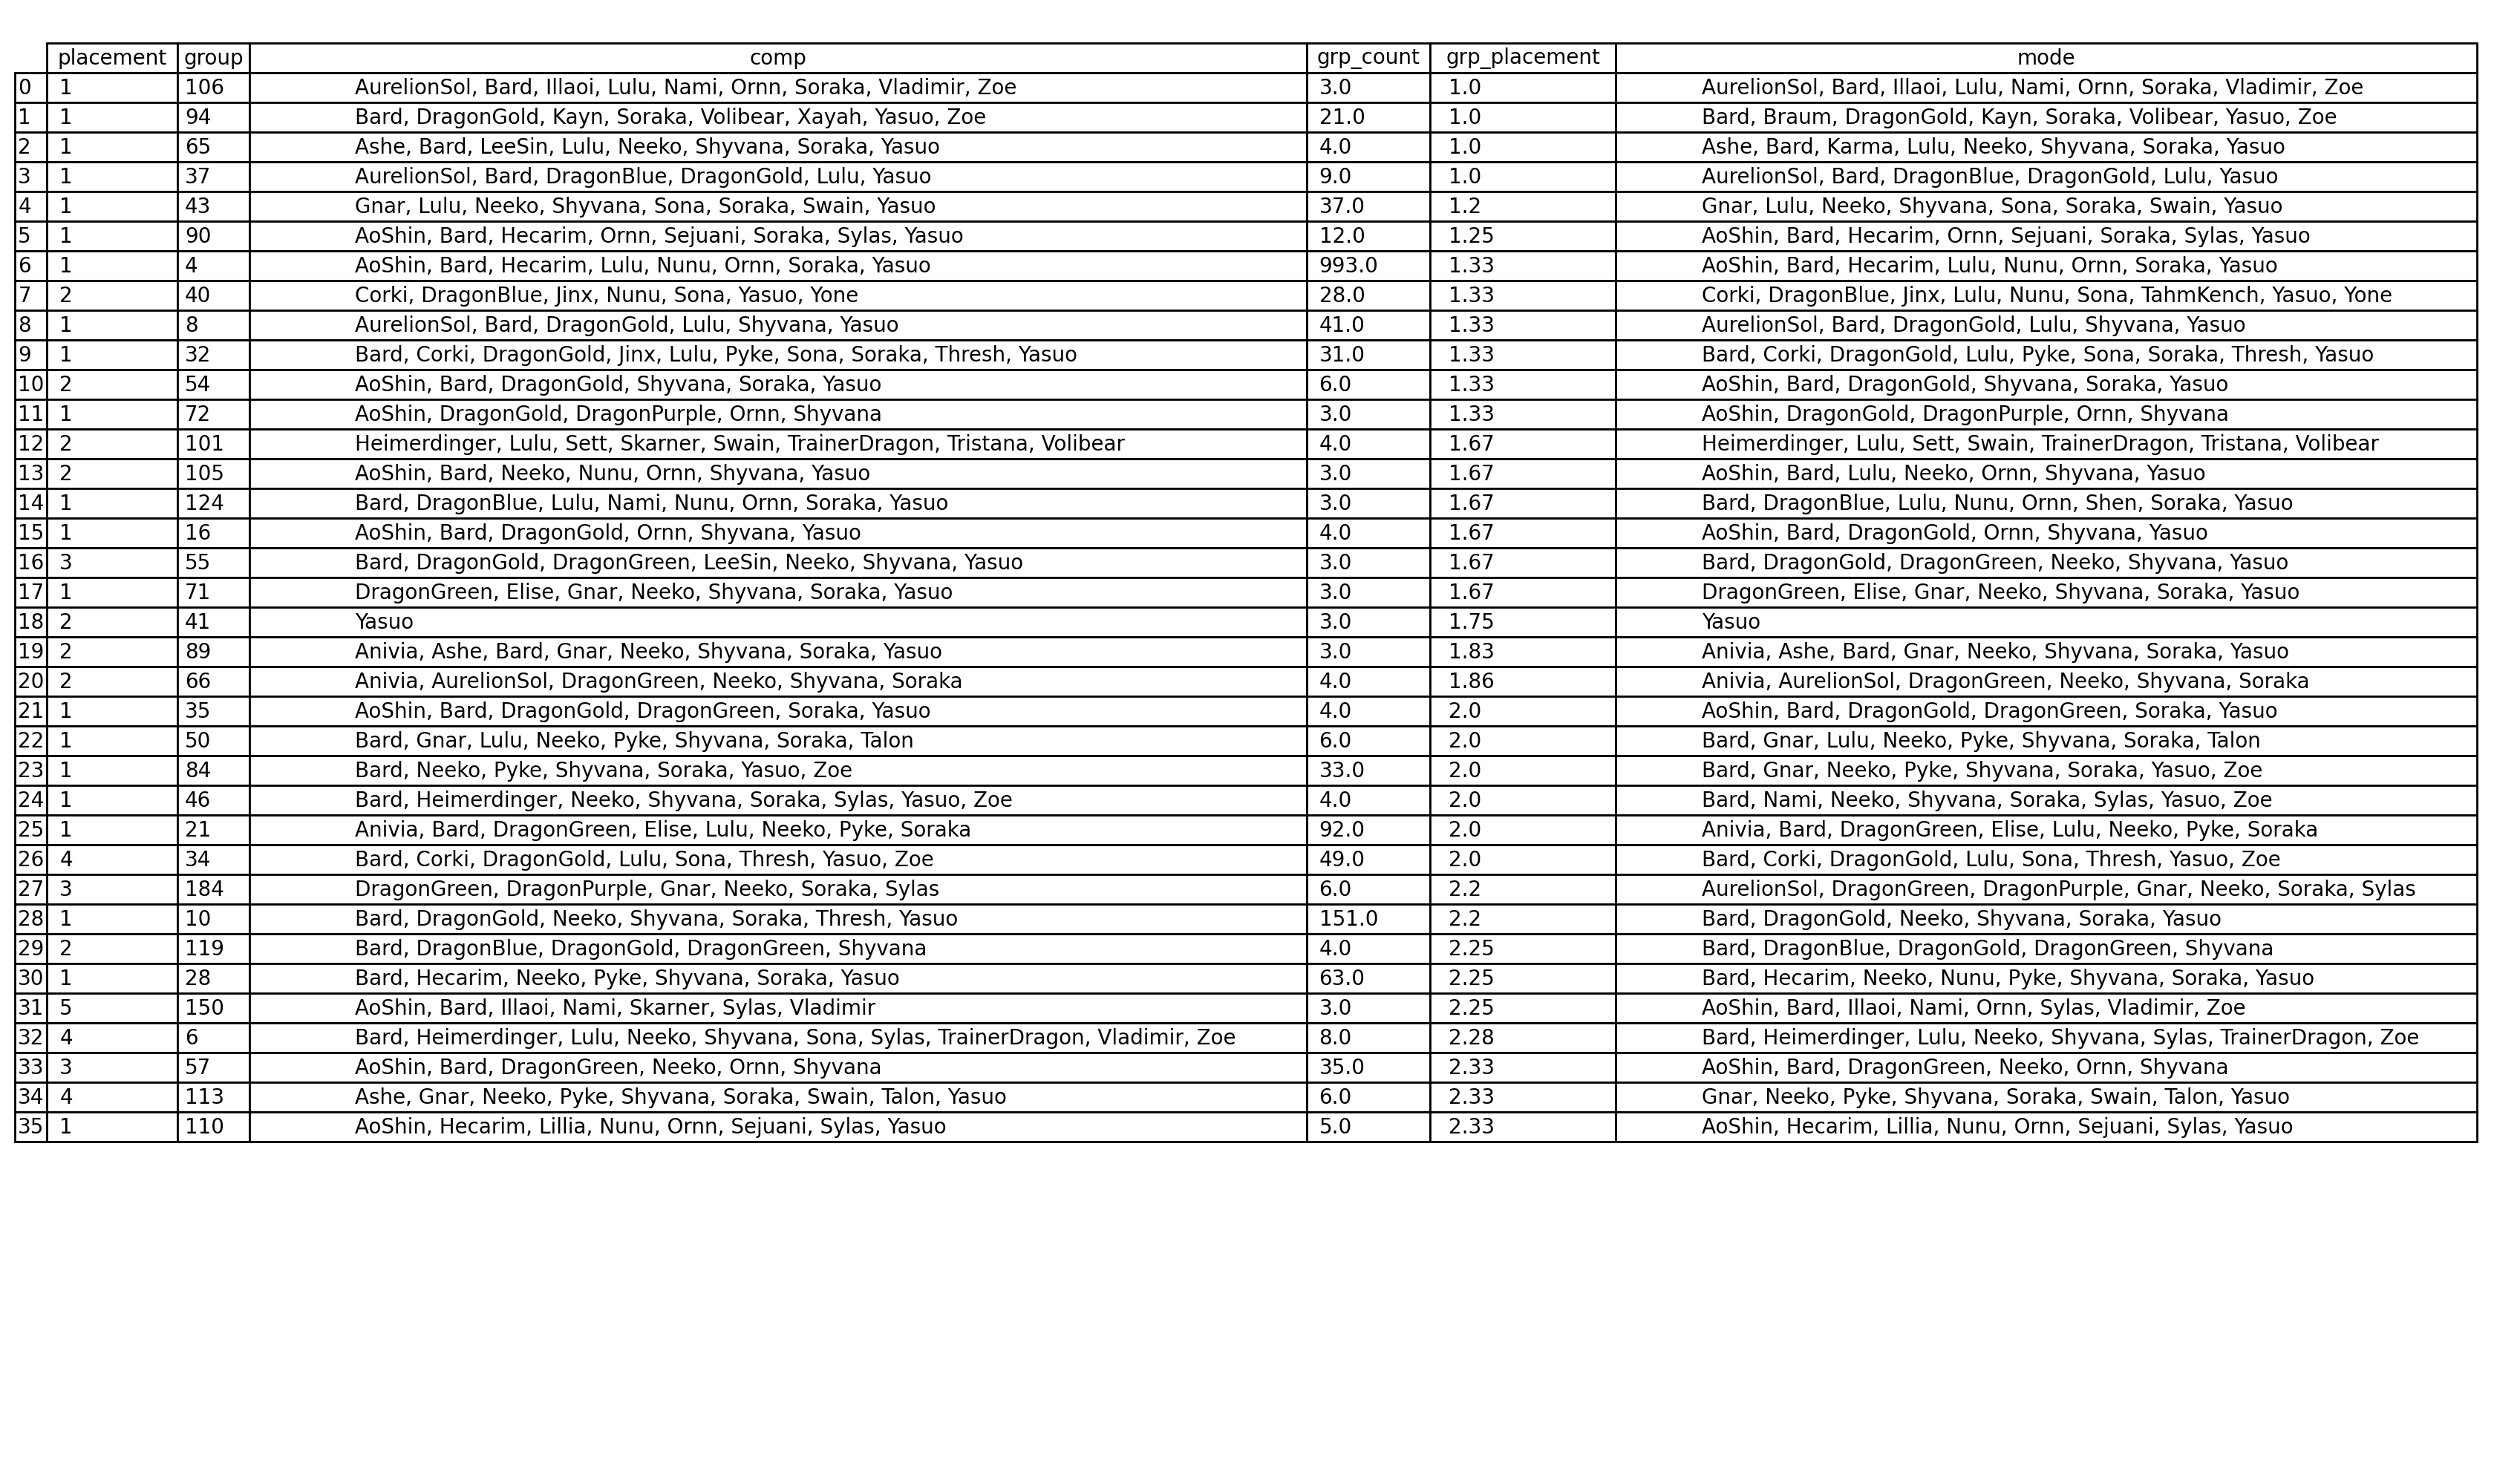 placement group comp grp_count grp_placement mode
0 1 106 AurelionSol, Bard, Illaoi, Lulu, Nami, Ornn, Soraka, Vladimir, Zoe 3.0 1.0 AurelionSol, Bard, Illaoi, Lulu, Nami, Ornn, Soraka, Vladimir, Zoe
1 1 94 Bard, DragonGold, Kayn, Soraka, Volibear, Xayah, Yasuo, Zoe 21.0 1.0 Bard, Braum, DragonGold, Kayn, Soraka, Volibear, Yasuo, Zoe
2 1 65 Ashe, Bard, LeeSin, Lulu, Neeko, Shyvana, Soraka, Yasuo 4.0 1.0 Ashe, Bard, Karma, Lulu, Neeko, Shyvana, Soraka, Yasuo
3 1 37 AurelionSol, Bard, DragonBlue, DragonGold, Lulu, Yasuo 9.0 1.0 AurelionSol, Bard, DragonBlue, DragonGold, Lulu, Yasuo
4 1 43 Gnar, Lulu, Neeko, Shyvana, Sona, Soraka, Swain, Yasuo 37.0 1.2 Gnar, Lulu, Neeko, Shyvana, Sona, Soraka, Swain, Yasuo
5 1 90 AoShin, Bard, Hecarim, Ornn, Sejuani, Soraka, Sylas, Yasuo 12.0 1.25 AoShin, Bard, Hecarim, Ornn, Sejuani, Soraka, Sylas, Yasuo
6 1 4 AoShin, Bard, Hecarim, Lulu, Nunu, Ornn, Soraka, Yasuo 993.0 1.33 AoShin, Bard, Hecarim, Lulu, Nunu, Ornn, Soraka, Yasuo
7 2 40 Corki, DragonBlue, Jinx, Nunu, Sona, Yasuo, Yone 28.0 1.33 Corki, DragonBlue, Jinx, Lulu, Nunu, Sona, TahmKench, Yasuo, Yone
8 1 8 AurelionSol, Bard, DragonGold, Lulu, Shyvana, Yasuo 41.0 1.33 AurelionSol, Bard, DragonGold, Lulu, Shyvana, Yasuo
9 1 32 Bard, Corki, DragonGold, Jinx, Lulu, Pyke, Sona, Soraka, Thresh, Yasuo 31.0 1.33 Bard, Corki, DragonGold, Lulu, Pyke, Sona, Soraka, Thresh, Yasuo
10 2 54 AoShin, Bard, DragonGold, Shyvana, Soraka, Yasuo 6.0 1.33 AoShin, Bard, DragonGold, Shyvana, Soraka, Yasuo
11 1 72 AoShin, DragonGold, DragonPurple, Ornn, Shyvana 3.0 1.33 AoShin, DragonGold, DragonPurple, Ornn, Shyvana
12 2 101 Heimerdinger, Lulu, Sett, Skarner, Swain, TrainerDragon, Tristana, Volibear 4.0 1.67 Heimerdinger, Lulu, Sett, Swain, TrainerDragon, Tristana, Volibear
13 2 105 AoShin, Bard, Neeko, Nunu, Ornn, Shyvana, Yasuo 3.0 1.67 AoShin, Bard, Lulu, Neeko, Ornn, Shyvana, Yasuo
14 1 124 Bard, DragonBlue, Lulu, Nami, Nunu, Ornn, Soraka, Yasuo 3.0 1.67 Bard, DragonBlue, Lulu, Nunu, Ornn, Shen, Soraka, Yasuo
15 1 16 AoShin, Bard, DragonGold, Ornn, Shyvana, Yasuo 4.0 1.67 AoShin, Bard, DragonGold, Ornn, Shyvana, Yasuo
16 3 55 Bard, DragonGold, DragonGreen, LeeSin, Neeko, Shyvana, Yasuo 3.0 1.67 Bard, DragonGold, DragonGreen, Neeko, Shyvana, Yasuo
17 1 71 DragonGreen, Elise, Gnar, Neeko, Shyvana, Soraka, Yasuo 3.0 1.67 DragonGreen, Elise, Gnar, Neeko, Shyvana, Soraka, Yasuo
18 2 41 Yasuo 3.0 1.75 Yasuo
19 2 89 Anivia, Ashe, Bard, Gnar, Neeko, Shyvana, Soraka, Yasuo 3.0 1.83 Anivia, Ashe, Bard, Gnar, Neeko, Shyvana, Soraka, Yasuo
20 2 66 Anivia, AurelionSol, DragonGreen, Neeko, Shyvana, Soraka 4.0 1.86 Anivia, AurelionSol, DragonGreen, Neeko, Shyvana, Soraka
21 1 35 AoShin, Bard, DragonGold, DragonGreen, Soraka, Yasuo 4.0 2.0 AoShin, Bard, DragonGold, DragonGreen, Soraka, Yasuo
22 1 50 Bard, Gnar, Lulu, Neeko, Pyke, Shyvana, Soraka, Talon 6.0 2.0 Bard, Gnar, Lulu, Neeko, Pyke, Shyvana, Soraka, Talon
23 1 84 Bard, Neeko, Pyke, Shyvana, Soraka, Yasuo, Zoe 33.0 2.0 Bard, Gnar, Neeko, Pyke, Shyvana, Soraka, Yasuo, Zoe
24 1 46 Bard, Heimerdinger, Neeko, Shyvana, Soraka, Sylas, Yasuo, Zoe 4.0 2.0 Bard, Nami, Neeko, Shyvana, Soraka, Sylas, Yasuo, Zoe
25 1 21 Anivia, Bard, DragonGreen, Elise, Lulu, Neeko, Pyke, Soraka 92.0 2.0 Anivia, Bard, DragonGreen, Elise, Lulu, Neeko, Pyke, Soraka
26 4 34 Bard, Corki, DragonGold, Lulu, Sona, Thresh, Yasuo, Zoe 49.0 2.0 Bard, Corki, DragonGold, Lulu, Sona, Thresh, Yasuo, Zoe
27 3 184 DragonGreen, DragonPurple, Gnar, Neeko, Soraka, Sylas 6.0 2.2 AurelionSol, DragonGreen, DragonPurple, Gnar, Neeko, Soraka, Sylas
28 1 10 Bard, DragonGold, Neeko, Shyvana, Soraka, Thresh, Yasuo 151.0 2.2 Bard, DragonGold, Neeko, Shyvana, Soraka, Yasuo
29 2 119 Bard, DragonBlue, DragonGold, DragonGreen, Shyvana 4.0 2.25 Bard, DragonBlue, DragonGold, DragonGreen, Shyvana
30 1 28 Bard, Hecarim, Neeko, Pyke, Shyvana, Soraka, Yasuo 63.0 2.25 Bard, Hecarim, Neeko, Nunu, Pyke, Shyvana, Soraka, Yasuo
31 5 150 AoShin, Bard, Illaoi, Nami, Skarner, Sylas, Vladimir 3.0 2.25 AoShin, Bard, Illaoi, Nami, Ornn, Sylas, Vladimir, Zoe
32 4 6 Bard, Heimerdinger, Lulu, Neeko, Shyvana, Sona, Sylas, TrainerDragon, Vladimir, Zoe 8.0 2.28 Bard, Heimerdinger, Lulu, Neeko, Shyvana, Sylas, TrainerDragon, Zoe
33 3 57 AoShin, Bard, DragonGreen, Neeko, Ornn, Shyvana 35.0 2.33 AoShin, Bard, DragonGreen, Neeko, Ornn, Shyvana
34 4 113 Ashe, Gnar, Neeko, Pyke, Shyvana, Soraka, Swain, Talon, Yasuo 6.0 2.33 Gnar, Neeko, Pyke, Shyvana, Soraka, Swain, Talon, Yasuo
35 1 110 AoShin, Hecarim, Lillia, Nunu, Ornn, Sejuani, Sylas, Yasuo 5.0 2.33 AoShin, Hecarim, Lillia, Nunu, Ornn, Sejuani, Sylas, Yasuo